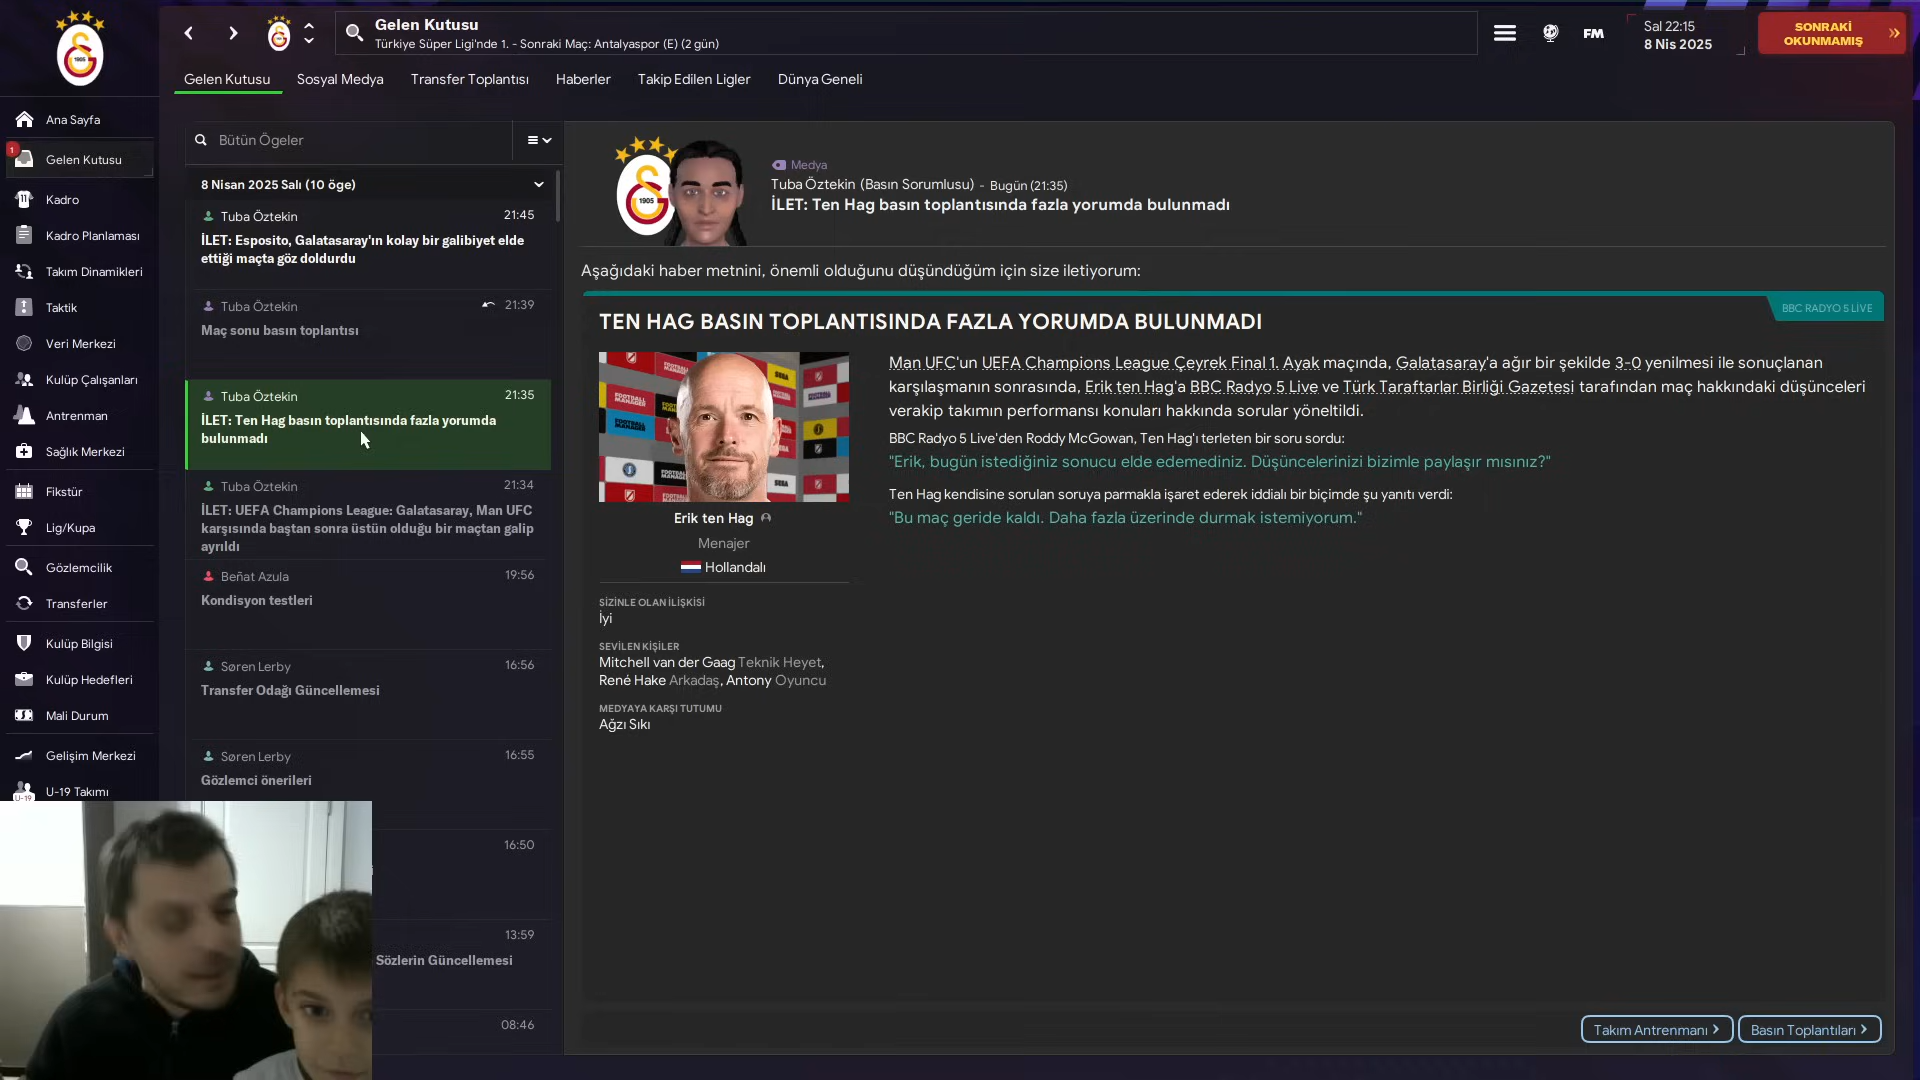 Gelen Kutusu
Türkiye Süper Ligi'nde 1. - Sonraki Maç: Antalyaspor (E) (2 gün)
FM
Sal 22:15
8 Nis 2025
SONRAKİ
OKUNMAMIŞ
Gelen Kutusu
Sosyal Medya
Transfer Toplantısı
Haberler
Takip Edilen Ligler
Dünya Geneli
Ana Sayfa
1
Gelen Kutusu
Kadro
Kadro Planlaması
Takım Dinamikleri
Taktik
Veri Merkezi
Kulüp Çalışanları
Antrenman
Sağlık Merkezi
Fikstür
Lig/Kupa
Gözlemcilik
Transferler
Kulüp Bilgisi
Kulüp Hedefleri
Mali Durum
Gelişim Merkezi
U-19 Takımı
Bütün Ögeler
8 Nisan 2025 Salı (10 öge)
Tuba Öztekin 21:45
İLET: Esposito, Galatasaray'ın kolay bir galibiyet elde
ettiği maçta göz doldurdu
Tuba Öztekin 21:39
Maç sonu basın toplantısı
Tuba Öztekin 21:35
İLET: Ten Hag basın toplantısında fazla yorumda
bulunmadı
Tuba Öztekin 21:34
İLET: UEFA Champions League: Galatasaray, Man UFC
karşısında baştan sonra üstün olduğu bir maçtan galip
ayrıldı
Beñat Azula 19:56
Kondisyon testleri
Søren Lerby 16:56
Transfer Odağı Güncellemesi
Søren Lerby 16:55
Gözlemci önerileri
16:50
13:59
Sözlerin Güncellemesi
08:46
1905
Medya
Tuba Öztekin (Basın Sorumlusu) - Bugün (21:35)
İLET: Ten Hag basın toplantısında fazla yorumda bulunmadı
Aşağıdaki haber metnini, önemli olduğunu düşündüğüm için size iletiyorum:
BBC RADYO 5 LİVE
TEN HAG BASIN TOPLANTISINDA FAZLA YORUMDA BULUNMADI
Man UFC'un UEFA Champions League Çeyrek Final 1. Ayak maçında, Galatasaray'a ağır bir şekilde 3-0 yenilmesi ile sonuçlanan
karşılaşmanın sonrasında, Erik ten Hag'a BBC Radyo 5 Live ve Türk Taraftarlar Birliği Gazetesi tarafından maç hakkındaki düşünceleri
verakip takımın performansı konuları hakkında sorular yöneltildi.
BBC Radyo 5 Live'den Roddy McGowan, Ten Hag'ı terleten bir soru sordu:
"Erik, bugün istediğiniz sonucu elde edemediniz. Düşüncelerinizi bizimle paylaşır mısınız?"
Ten Hag kendisine sorulan soruya parmakla işaret ederek iddialı bir biçimde şu yanıtı verdi:
"Bu maç geride kaldı. Daha fazla üzerinde durmak istemiyorum."
Erik ten Hag
Menajer
Hollandalı
SİZİNLE OLAN İLİŞKİSİ
İyi
SEVİLEN KİŞİLER
Mitchell van der Gaag Teknik Heyet,
René Hake Arkadaş, Antony Oyuncu
MEDYAYA KARŞI TUTUMU
Ağzı Sıkı
Takım Antrenmanı
Basın Toplantıları